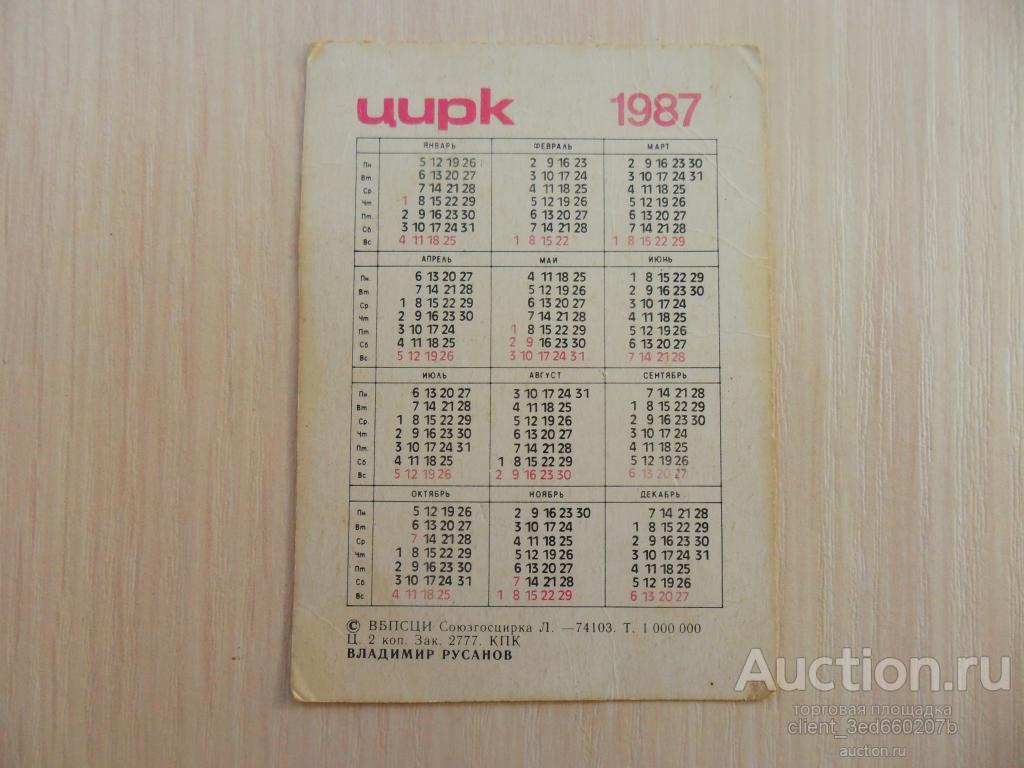 цирк 1987
ЯНВАРЬ ФЕВРАЛЬ МАРТ
Пн 5 12 19 26 2 9 16 23 2 9 16 23 30
Вт. 6 13 20 27 3 10 17 24 3 10 17 24 31
Ср 7 14 21 28 4 11 18 25 4 11 18 25
Чт. 1 8 15 22 29 5 12 19 26 5 12 19 26
Пт. 2 9 16 23 30 6 13 20 27 6 13 20 27
Сб 3 10 17 24 31 7 14 21 28 7 14 21 28
Вс 4 11 18 25 1 8 15 22 1 8 15 22 29
АПРЕЛЬ МАЙ ИЮНЬ
Пн. 6 13 20 27 4 11 18 25 1 8 15 22 29
Вт. 7 14 21 28 5 12 19 26 2 9 16 23 30
Ср. 1 8 15 22 29 6 13 20 27 3 10 17 24
Чт. 2 9 16 23 30 7 14 21 28 4 11 18 25
Пт. 3 10 17 24 1 8 15 22 29 5 12 19 26
Сб 4 11 18 25 2 9 16 23 30 6 13 20 27
Вс 5 12 19 26 3 10 17 24 31 7 14 21 28
ИЮЛЬ АВГУСТ СЕНТЯБРЬ
Пн 6 13 20 27 3 10 17 24 31 7 14 21 28
Вт. 7 14 21 28 4 11 18 25 1 8 15 22 29
Ср. 1 8 15 22 29 5 12 19 26 2 9 16 23 30
Чт 2 9 16 23 30 6 13 20 27 3 10 17 24
Пт. 3 10 17 24 31 7 14 21 28 4 11 18 25
Сб 4 11 18 25 1 8 15 22 29 5 12 19 26
Вс 5 12 19 26 2 9 16 23 30 6 13 20 27
ОКТЯБРЬ НОЯБРЬ ДЕКАБРЬ
Пн. 5 12 19 26 2 9 16 23 30 7 14 21 28
Вт. 6 13 20 27 3 10 17 24 1 8 15 22 29
Ср 7 14 21 28 4 11 18 25 2 9 16 23 30
Чт. 1 8 15 22 29 5 12 19 26 3 10 17 24 31
Пт 2 9 16 23 30 6 13 20 27 4 11 18 25
Сб 3 10 17 24 31 7 14 21 28 5 12 19 26
Вс 4 11 18 25 1 8 15 22 29 6 13 20 27
© ВБПСЦИ Союзгосцирка Л. —74103. Т. 1 000 000
Ц. 2 коп. Зак. 2777. КПК
ВЛАДИМИР РУСАНОВ
Auction.ru
торговая площадка
client_3ed660207b
auction.ru